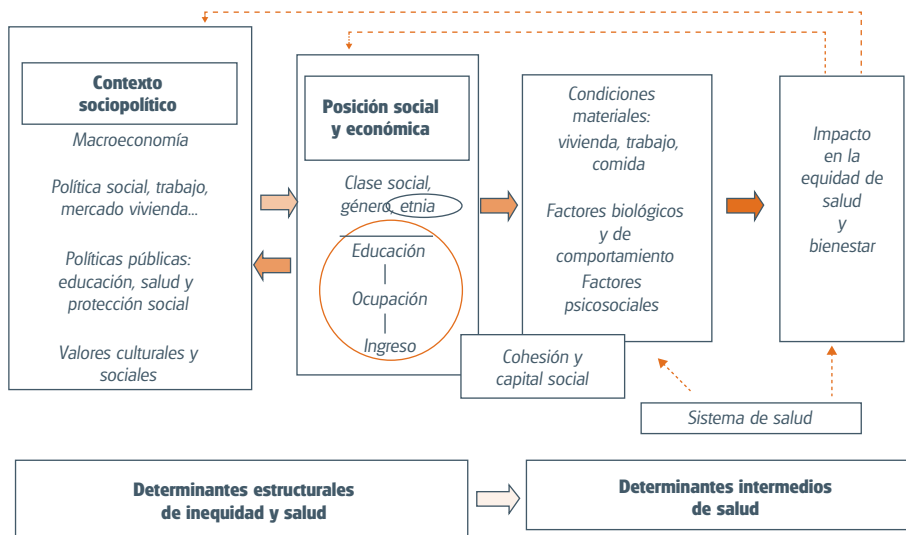 Contexto
sociopolítico
Macroeconomía
Política social, trabajo,
mercado vivienda...
Políticas públicas:
educación, salud y
protección social
Valores culturales y
sociales
Posición social
y económica
Clase social,
género, etnia
Educación
Ocupación
Ingreso
Condiciones
materiales:
vivienda, trabajo,
comida
Factores biológicos
y de
comportamiento
Factores
psicosociales
Cohesión y
capital social
Impacto
en la
equidad de
salud
y
bienestar
Sistema de salud
Determinantes estructurales
de inequidad y salud
Determinantes intermedios
de salud